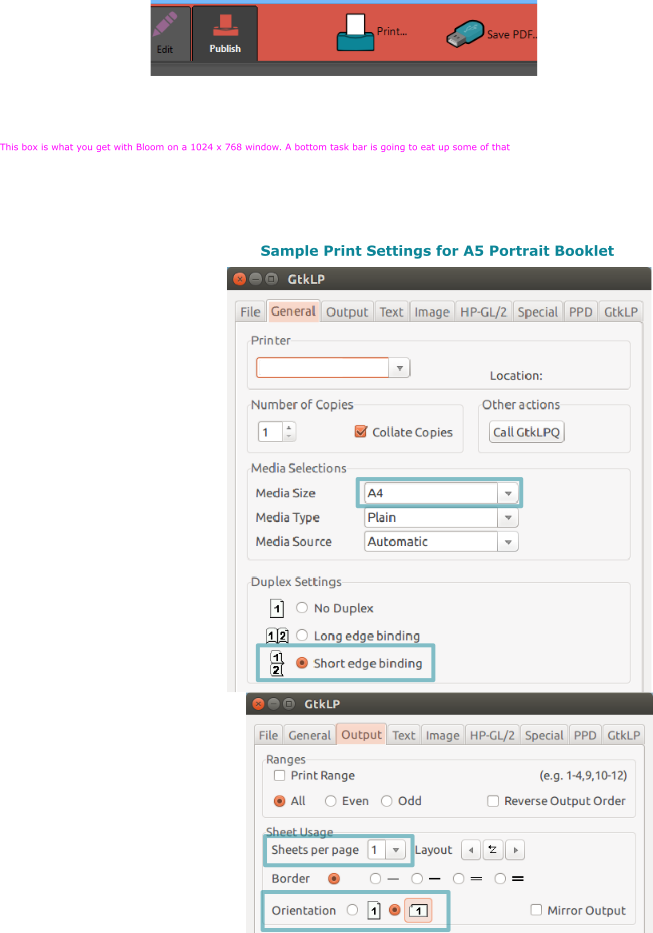 Edit
Publish
Print...
Save PDF..
This box is what you get with Bloom on a 1024 x 768 window. A bottom task bar is going to eat up some of that
Sample Print Settings for A5 Portrait Booklet
GtkLP
File General Output Text Image HP-GL/2 Special PPD GtkLP
Printer
Location:
Number of Copies
Other actions
1 Collate Copies Call GtkLPQ
Media Selections
Media Size A4
Media Type Plain
Media Source Automatic
Duplex Settings
1 No Duplex
1 2 Long edge binding
1
2 Short edge binding
GtkLP
File General Output Text Image HP-GL/2 Special PPD GtkLP
Ranges
Print Range (e.g. 1-4,9,10-12)
All Even Odd Reverse Output Order
Sheet Usage
Sheets per page 1 Layout
Border
Orientation 1 1 Mirror Output